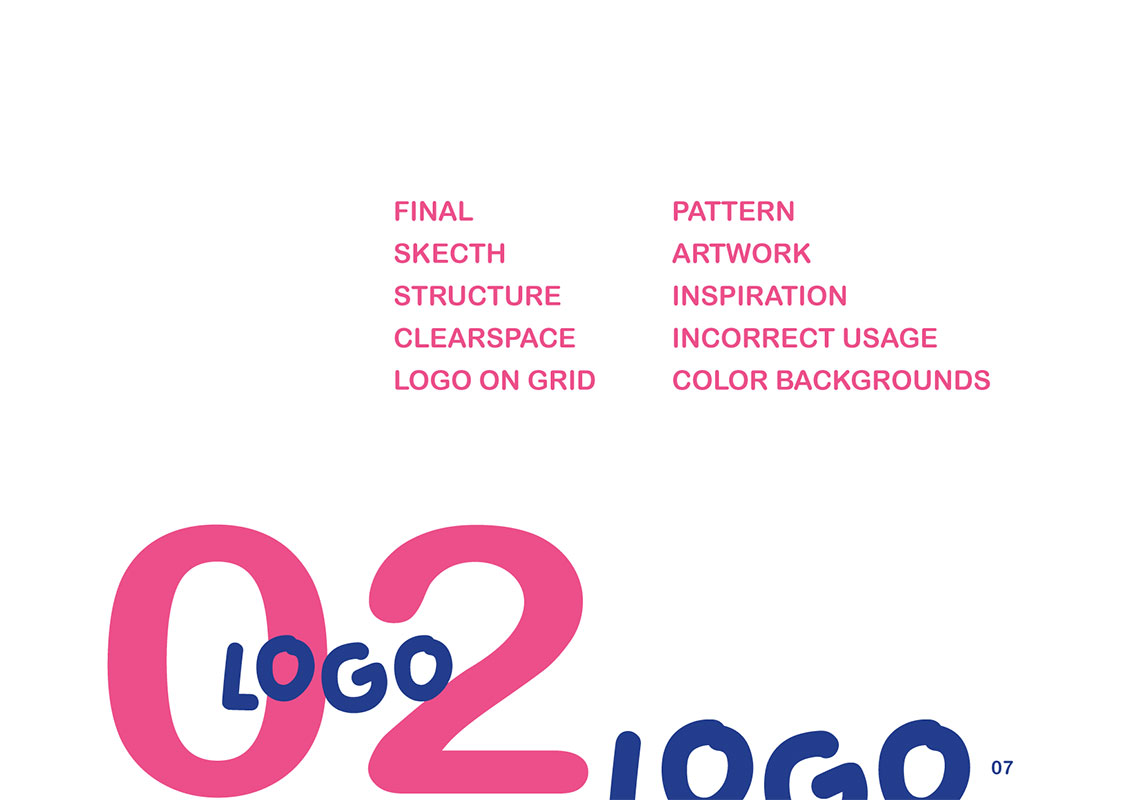 FINAL
SKECTH
STRUCTURE
CLEARSPACE
LOGO ON GRID
PATTERN
ARTWORK
INSPIRATION
INCORRECT USAGE
COLOR BACKGROUNDS
02
LOGO
LOGO
07